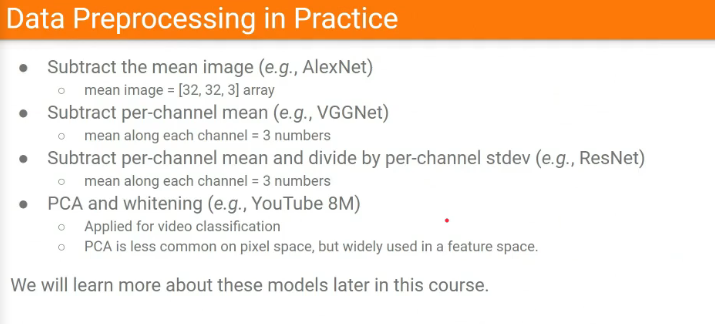 Data Preprocessing in Practice
● Subtract the mean image (e.g., AlexNet)
○ mean image = [32, 32, 3] array
● Subtract per-channel mean (e.g., VGGNet)
○ mean along each channel = 3 numbers
● Subtract per-channel mean and divide by per-channel stdev (e.g., ResNet)
○ mean along each channel = 3 numbers
● PCA and whitening (e.g., YouTube 8M)
○ Applied for video classification
○ PCA is less common on pixel space, but widely used in a feature space.
We will learn more about these models later in this course.